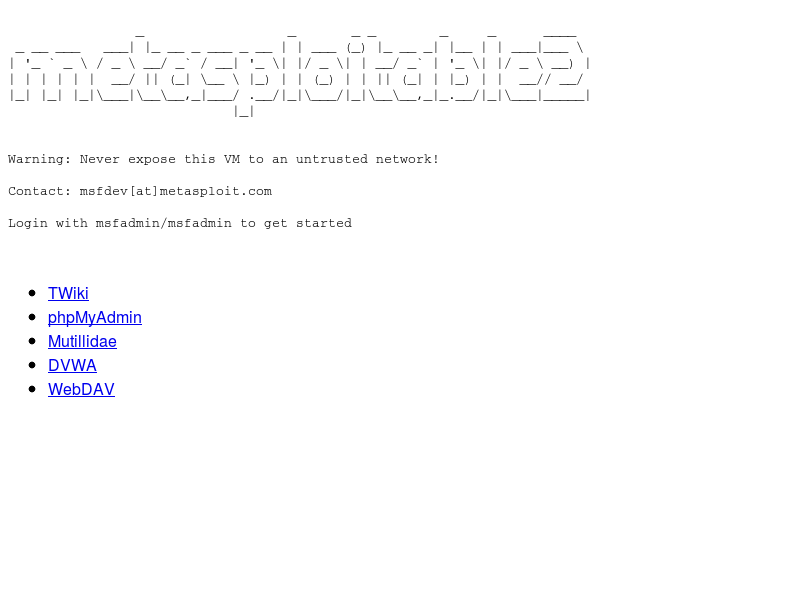 metasploitable2
Warning: Never expose this VM to an untrusted network!
Contact: msfdev[at]metasploit.com
Login with msfadmin/msfadmin to get started
TWiki
phpMyAdmin
Mutillidae
DVWA
WebDAV